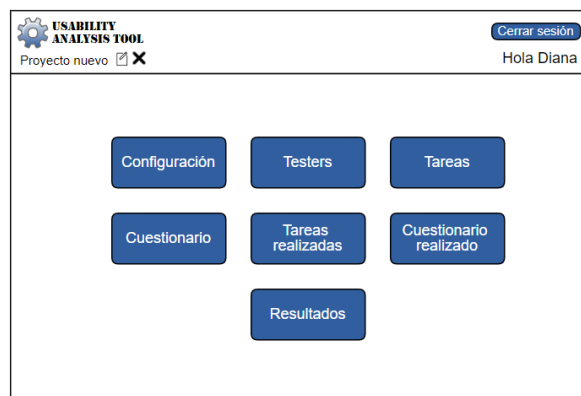 USABILITY
ANALYSIS TOOL
Cerrar sesión
Proyecto nuevo
Hola Diana
Configuración
Testers
Tareas
Cuestionario
Tareas
realizadas
Cuestionario
realizado
Resultados